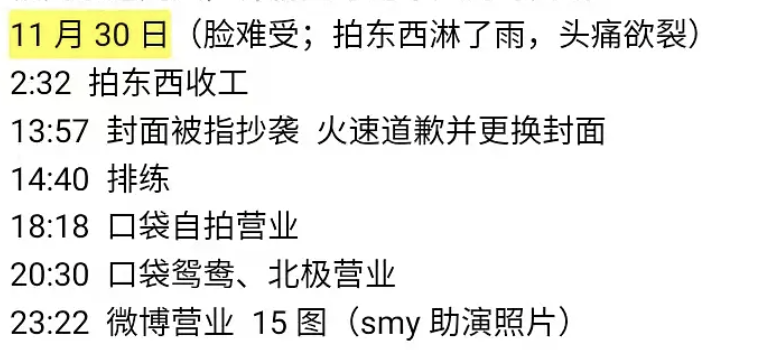 11 月 30 日（脸难受；拍东西淋了雨，头痛欲裂）
2:32 拍东西收工
13:57 封面被指抄袭 火速道歉并更换封面
14:40 排练
18:18 口袋自拍营业
20:30 口袋鸳鸯、北极营业
23:22 微博营业 15 图（smy 助演照片）